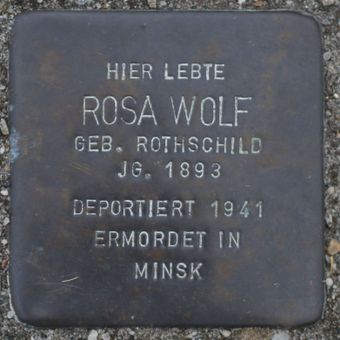 HIER LEBTE
ROSA WOLF
GEB. ROTHSCHILD
JG. 1893
DEPORTIERT 1941
ERMORDET IN
MINSK